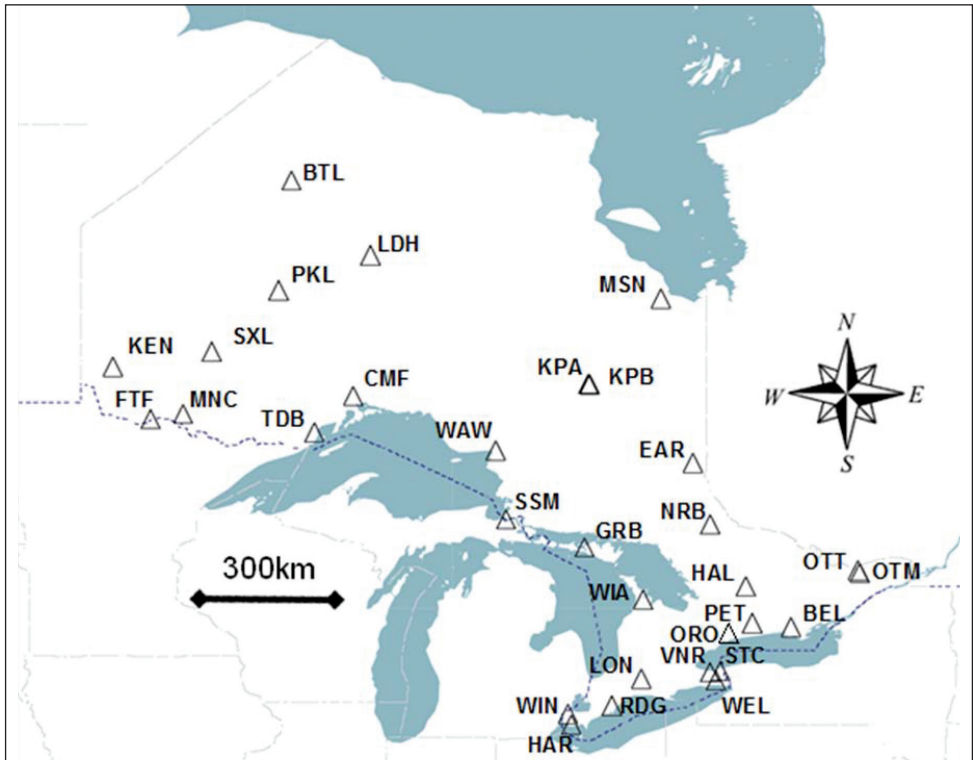 BTL
LDH
PKL
MSN
SXL
KEN
KPA KPB
CMF
FTF MNC
TDB
WAW
EAR
SSM
NRB
GRB
300km
OTT OTM
HAL
WIA
PET BEL
ORO
VNR STC
LON
WIN RDG WEL
HAR
N
W E
S